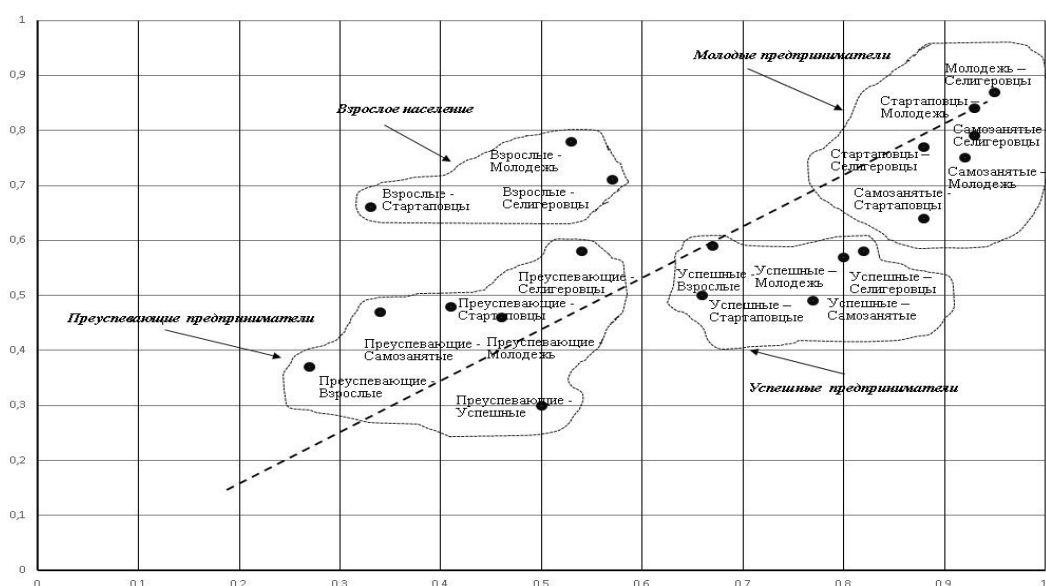 1
0,9
0,8
0,7
0,6
0,5
0,4
0,3
0,2
0,1
0
Молодые предприниматели
Молодежь –
Селигеровцы
Стартаповцы –
Молодежь
Самозанятые
Селигеровцы
Стартаповцы –
Селигеровцы
Самозанятые –
Молодежь
Самозанятые -
Стартаповцы
Взрослое население
Взрослые -
Молодежь
Взрослые -
Стартаповцы
Взрослые -
Селигеровцы
Преуспевающие предприниматели
Преуспевающие -
Селигеровцы
Преуспевающие -
Стартаповцы
Преуспевающие -
Самозанятые
Преуспевающие
Молодежь
Преуспевающие -
Взрослые
Преуспевающие -
Успешные
Успешные -
Взрослые
Успешные –
Молодежь
Успешные –
Селигеровцы
Успешные –
Стартаповцые
Успешные –
Самозанятые
Успешные предприниматели
0 0,1 0,2 0,3 0,4 0,5 0,6 0,7 0,8 0,9 1